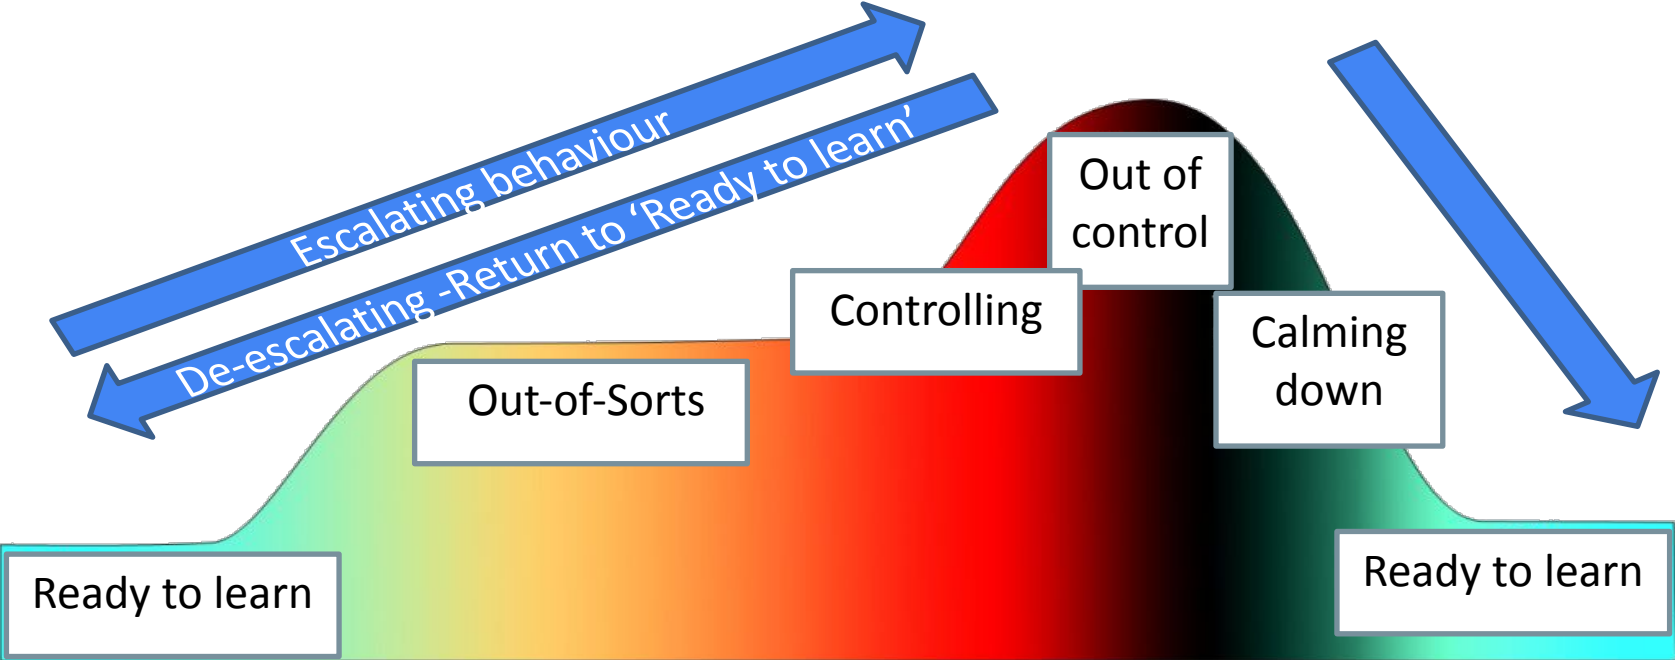 Escalating behaviour
De-escalating -Return to ‘Ready to learn’
Out of
control
Controlling
Calming
down
Out-of-Sorts
Ready to learn
Ready to learn